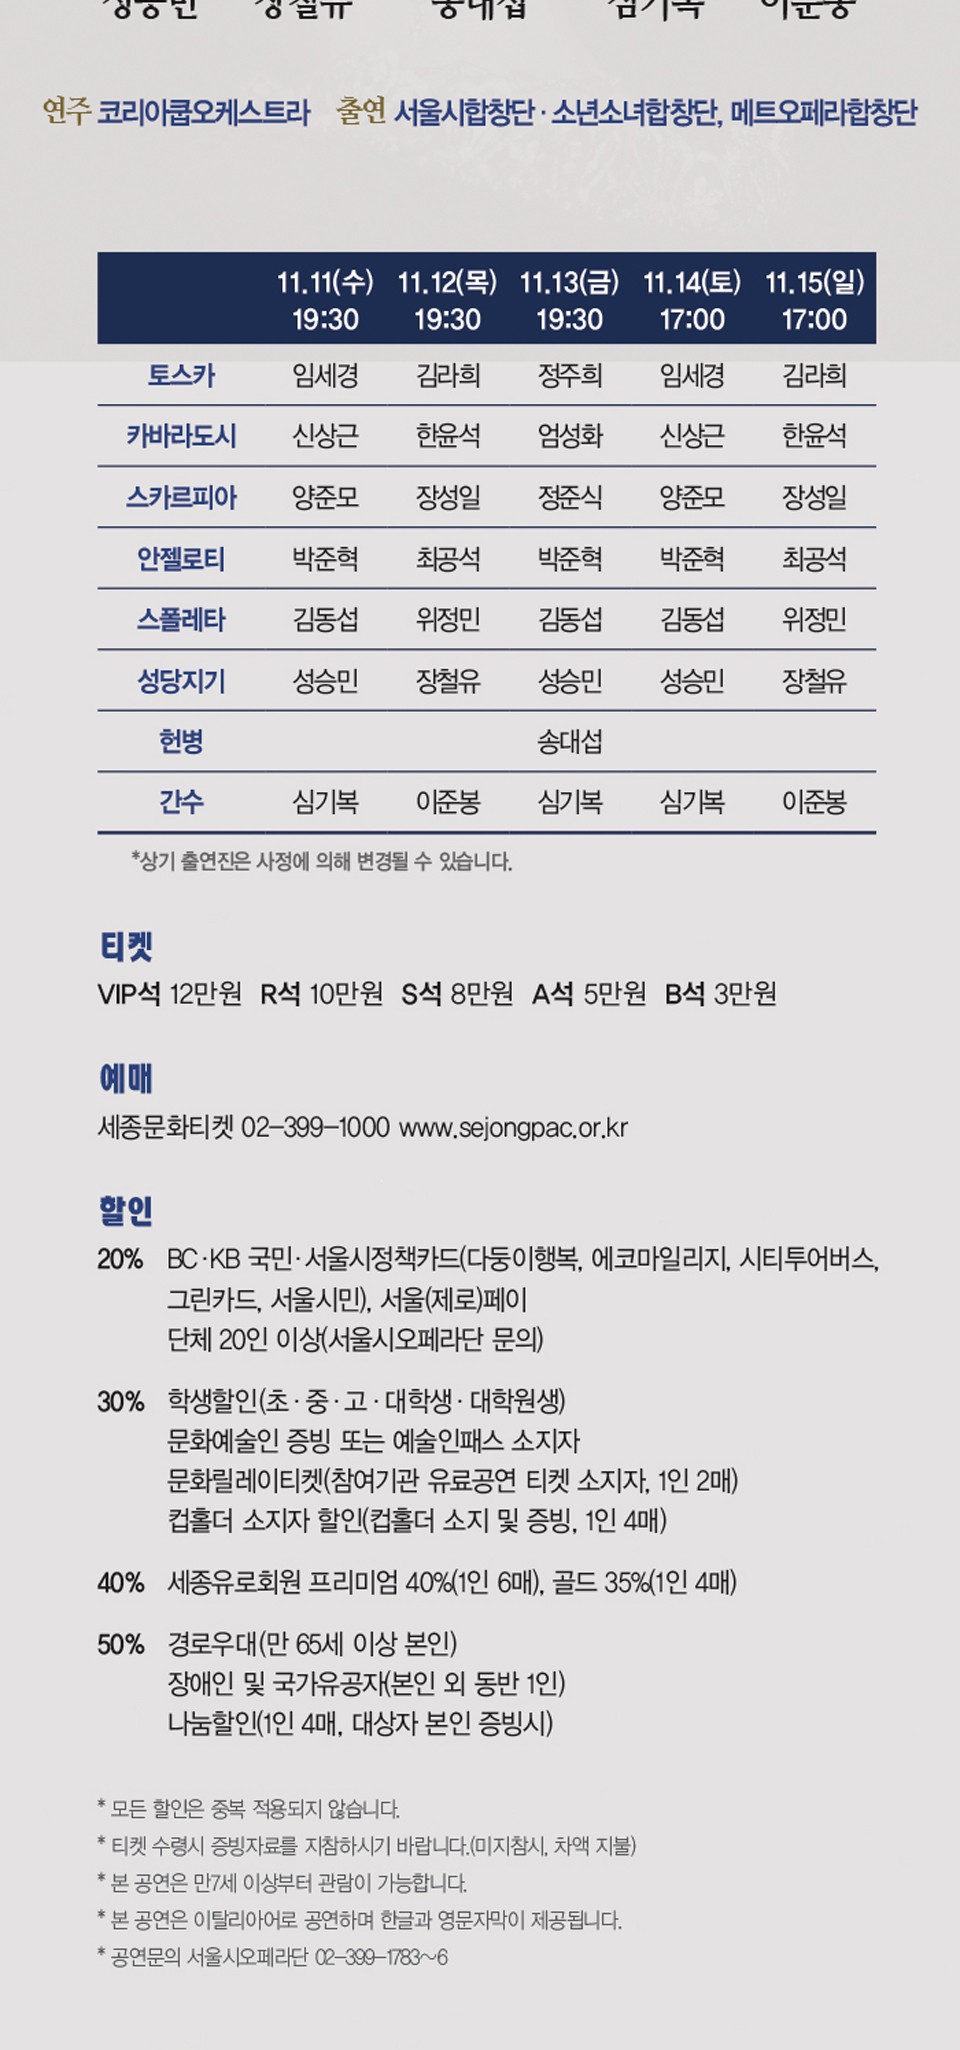 성승민 장철유 송대섭 심기복 이준봉
연주 코리아쿱오케스트라 출연 서울시합창단·소년소녀합창단, 메트오페라합창단
11.11(수) 11.12(목) 11.13(금) 11.14(토) 11.15(일)
19:30 19:30 19:30 17:00 17:00
토스카 임세경 김라희 정주희 임세경 김라희
카바라도시 신상근 한윤석 엄성화 신상근 한윤석
스카르피아 양준모 장성일 정준식 양준모 장성일
안젤로티 박준혁 최공석 박준혁 박준혁 최공석
스폴레타 김동섭 위정민 김동섭 김동섭 위정민
성당지기 성승민 장철유 성승민 성승민 장철유
헌병 송대섭
간수 심기복 이준봉 심기복 심기복 이준봉
*상기 출연진은 사정에 의해 변경될 수 있습니다.
티켓
VIP석 12만원 R석 10만원 S석 8만원 A석 5만원 B석 3만원
예매
세종문화티켓 02-399-1000 www.sejongpac.or.kr
할인
20% BC·KB 국민·서울시정책카드(다둥이행복, 에코마일리지, 시티투어버스,
그린카드, 서울시민), 서울(제로)페이
단체 20인 이상(서울시오페라단 문의)
30% 학생할인(초·중·고·대학생·대학원생)
문화예술인 증빙 또는 예술인패스 소지자
문화릴레이티켓(참여기관 유료공연 티켓 소지자, 1인 2매)
컵홀더 소지자 할인(컵홀더 소지 및 증빙, 1인 4매)
40% 세종유로회원 프리미엄 40%(1인 6매), 골드 35%(1인 4매)
50% 경로우대(만 65세 이상 본인)
장애인 및 국가유공자(본인 외 동반 1인)
나눔할인(1인 4매, 대상자 본인 증빙시)
* 모든 할인은 중복 적용되지 않습니다.
* 티켓 수령시 증빙자료를 지참하시기 바랍니다.(미지참시, 차액 지불)
* 본 공연은 만7세 이상부터 관람이 가능합니다.
* 본 공연은 이탈리아어로 공연하며 한글과 영문자막이 제공됩니다.
* 공연문의 서울시오페라단 02-399-1783~6